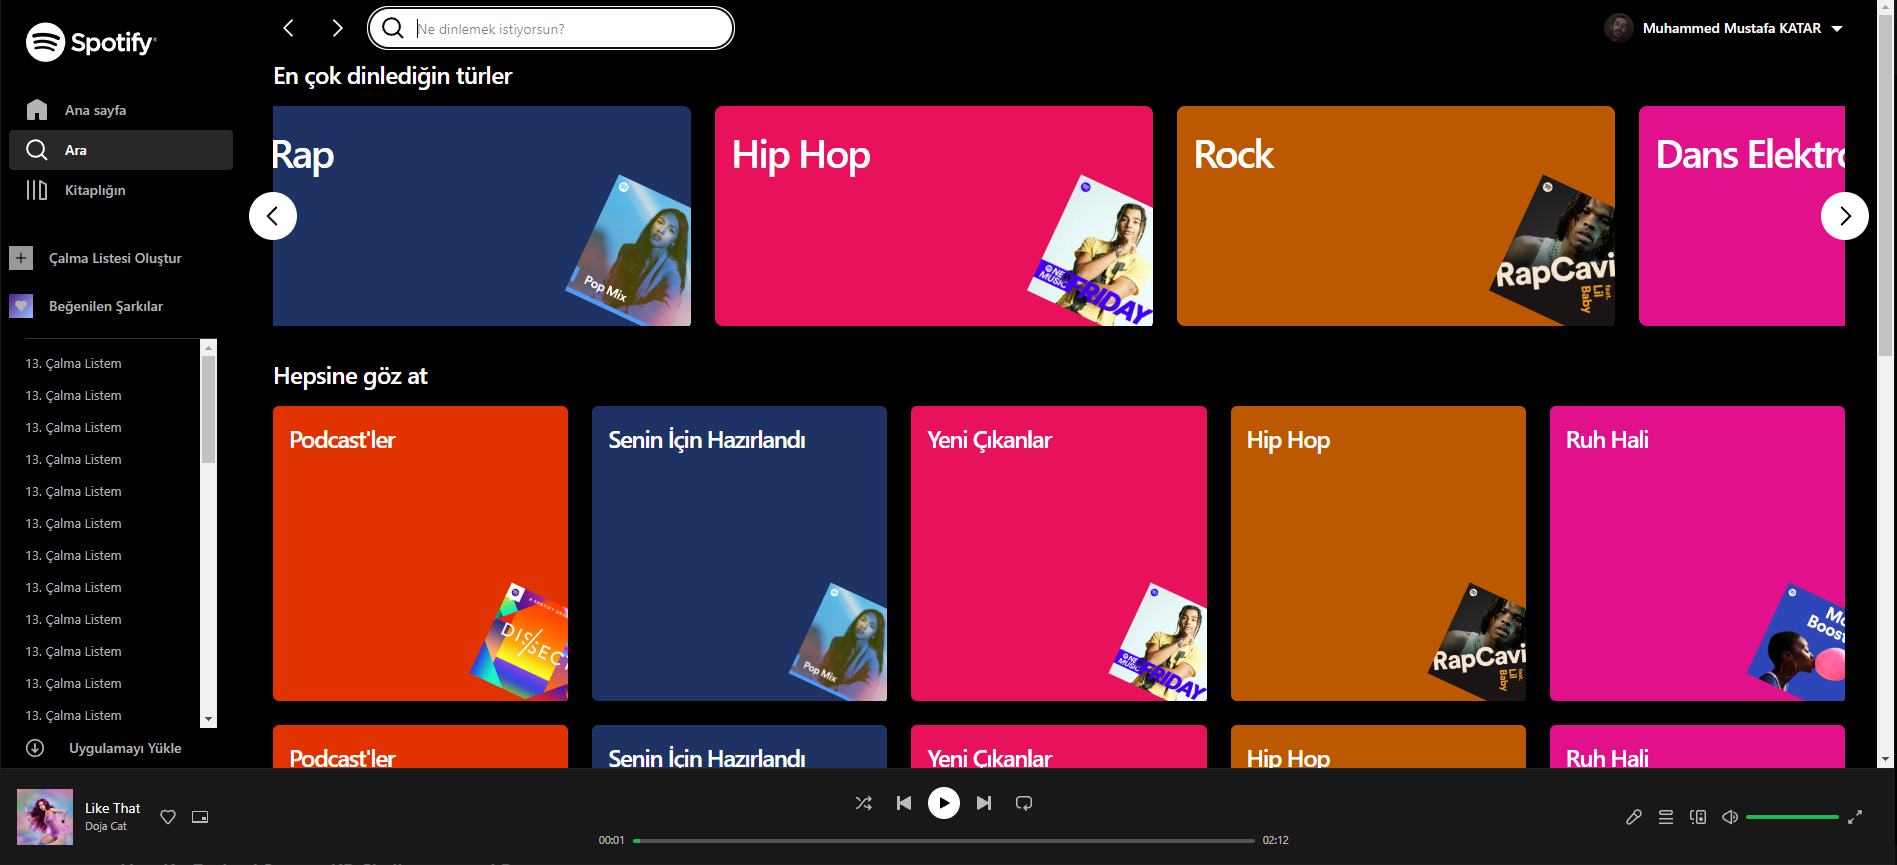 Spotify
Ana sayfa
Ara
Kitaplığın
Çalma Listesi Oluştur
Beğenilen Şarkılar
13. Çalma Listem
13. Çalma Listem
13. Çalma Listem
13. Çalma Listem
13. Çalma Listem
13. Çalma Listem
13. Çalma Listem
13. Çalma Listem
13. Çalma Listem
13. Çalma Listem
13. Çalma Listem
13. Çalma Listem
Uygulamayı Yükle
Ne dinlemek istiyorsun?
Muhammed Mustafa KATAR
En çok dinlediğin türler
Rap
Pop Mix
Hip Hop
NE
MUSIC
FRIDAY
Rock
RapCavi
feat.
Lil
Baby
Dans Elektro
Hepsine göz at
Podcast'ler
DISSECT
Senin İçin Hazırlandı
Pop Mix
Yeni Çıkanlar
NE
MUSIC
FRIDAY
Hip Hop
RapCavi
feat.
Lil
Baby
Ruh Hali
Mo
Boost
Podcast'ler
Senin İçin Hazırlandı
Yeni Çıkanlar
Hip Hop
Ruh Hali
Like That
Doja Cat
00:01
02:12